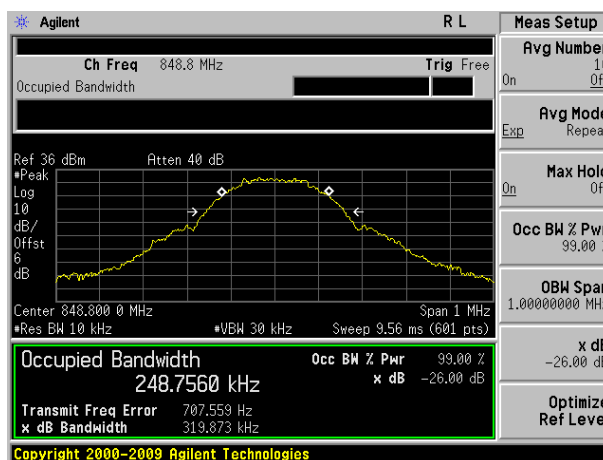 Agilent R L
Ch Freq 848.8 MHz Trig Free
Occupied Bandwidth
Ref 36 dBm Atten 40 dB
#Peak
Log
10
dB/
Offst
6
dB
Center 848.800 0 MHz Span 1 MHz
#Res BW 10 kHz #VBW 30 kHz Sweep 9.56 ms (601 pts)
Occupied Bandwidth Occ BW % Pwr 99.00 %
248.7560 kHz x dB -26.00 dB
Transmit Freq Error 707.559 Hz
x dB Bandwidth 319.873 kHz
Copyright 2000-2009 Agilent Technologies
Meas Setup
Avg Number
10
On Of
Avg Mode
Exp Repea
Max Hold
On Of
Occ BW % Pwr
99.00
OBW Span
1.00000000 MH
x dB
-26.00 dB
Optimize
Ref Leve